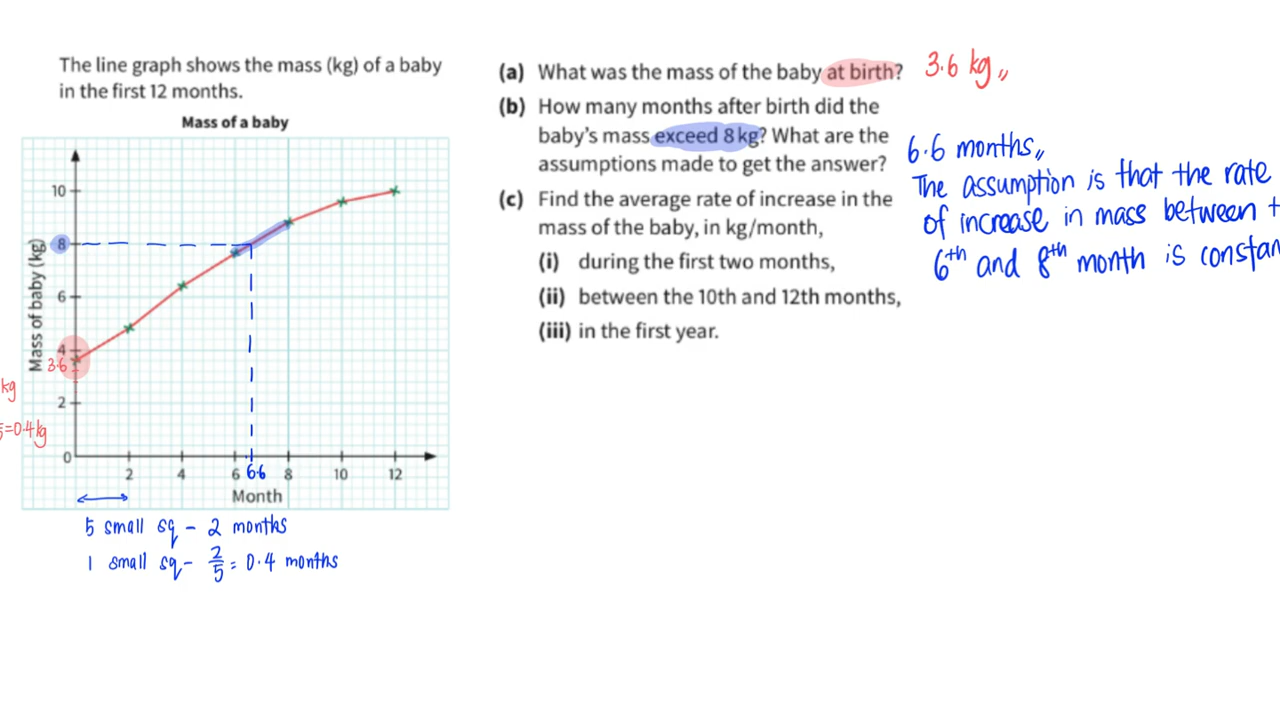 The line graph shows the mass (kg) of a baby
in the first 12 months.
Mass of a baby
Mass of baby (kg)
10
8
6
4
3.6
2
0
2
4
6
6.6
8
10
12
Month
kg
=0.4 kg
5 small sq - 2 months
1 small sq - 2/5 = 0.4 months
(a) What was the mass of the baby at birth?
3.6 kg
(b) How many months after birth did the
baby's mass exceed 8 kg? What are the
assumptions made to get the answer?
6.6 months
The assumption is that the rate
of increase in mass between
6th and 8th month is constan
(c) Find the average rate of increase in the
mass of the baby, in kg/month,
(i) during the first two months,
(ii) between the 10th and 12th months,
(iii) in the first year.